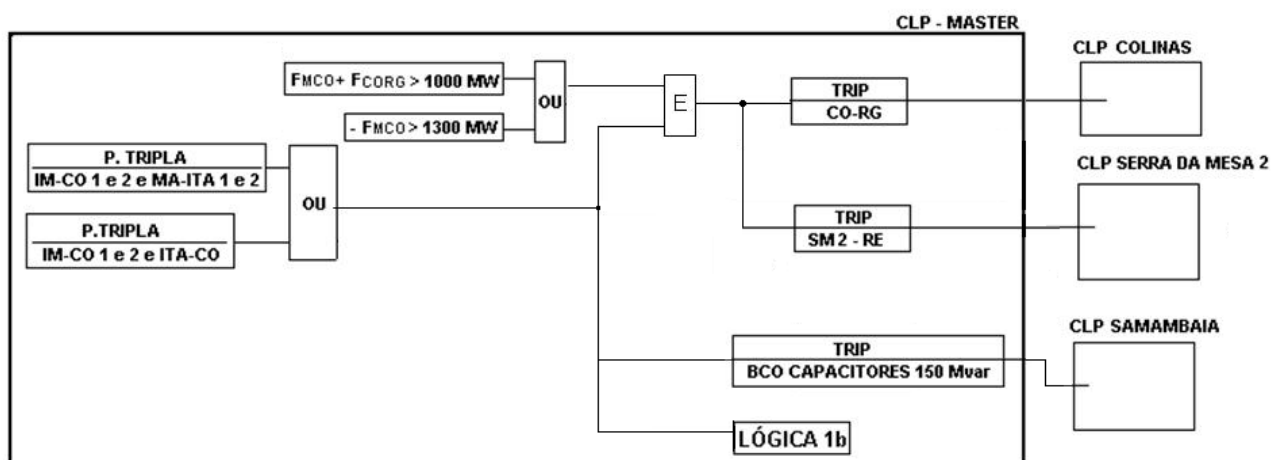 CLP - MASTER
CLP COLINAS
FMCO+ FCORG > 1000 MW
OU
E
TRIP
CO-RG
- FMCO> 1300 MW
P. TRIPLA
IM-CO 1 e 2 e MA-ITA 1 e 2
OU
CLP SERRA DA MESA 2
P.TRIPLA
IM-CO 1 e 2 e ITA-CO
TRIP
SM2 - RE
CLP SAMAMBAIA
TRIP
BCO CAPACITORES 150 Mvar
LÓGICA 1b